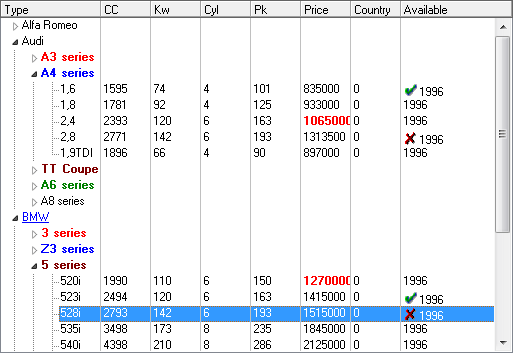 Type CC Kw Cyl Pk Price Country Available
Alfa Romeo
Audi
A3 series
A4 series
1,6 1595 74 4 101 835000 0 1996
1,8 1781 92 4 125 933000 0 1996
2,4 2393 120 6 163 1065000 0 1996
2,8 2771 142 6 193 1313500 0 1996
1,9TDI 1896 66 4 90 897000 0 1996
TT Coupe
A6 series
A8 series
BMW
3 series
Z3 series
5 series
520i 1990 110 6 150 1270000 0 1996
523i 2494 120 6 163 1415000 0 1996
528i 2793 142 6 193 1515000 0 1996
535i 3498 173 8 235 1845000 0 1996
540i 4398 210 8 286 2125000 0 1996